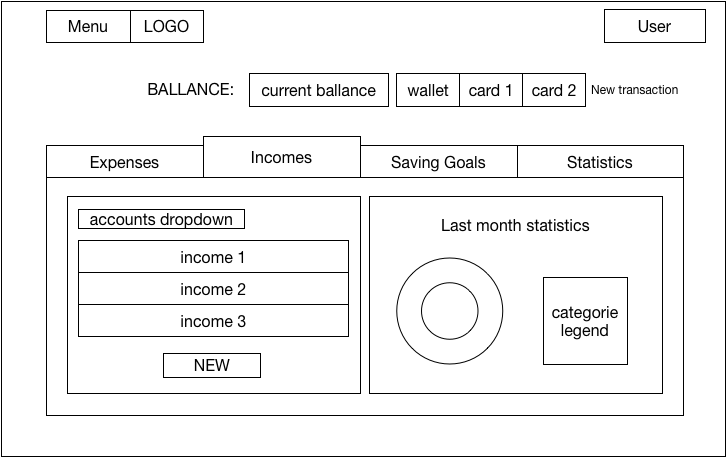 Menu LOGO User
BALLANCE: current ballance wallet card 1 card 2 New transaction
Expenses Incomes Saving Goals Statistics
accounts dropdown
income 1
income 2
income 3
NEW
Last month statistics
categorie
legend